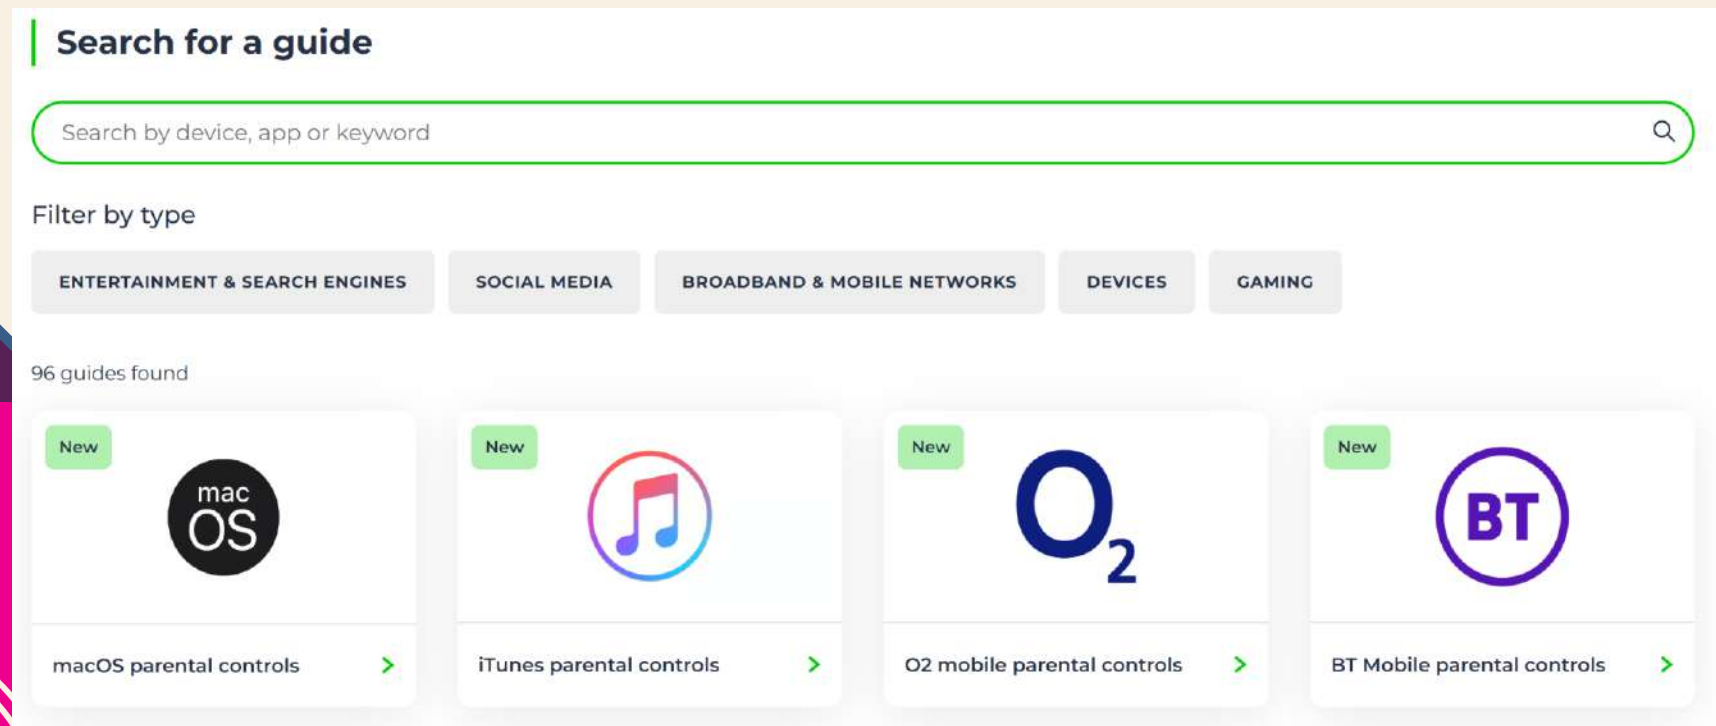 Search for a guide
Search by device, app or keyword
Filter by type
ENTERTAINMENT & SEARCH ENGINES SOCIAL MEDIA BROADBAND & MOBILE NETWORKS DEVICES GAMING
96 guides found
New New New New
mac
OS
O2
BT
macOS parental controls iTunes parental controls O2 mobile parental controls BT Mobile parental controls